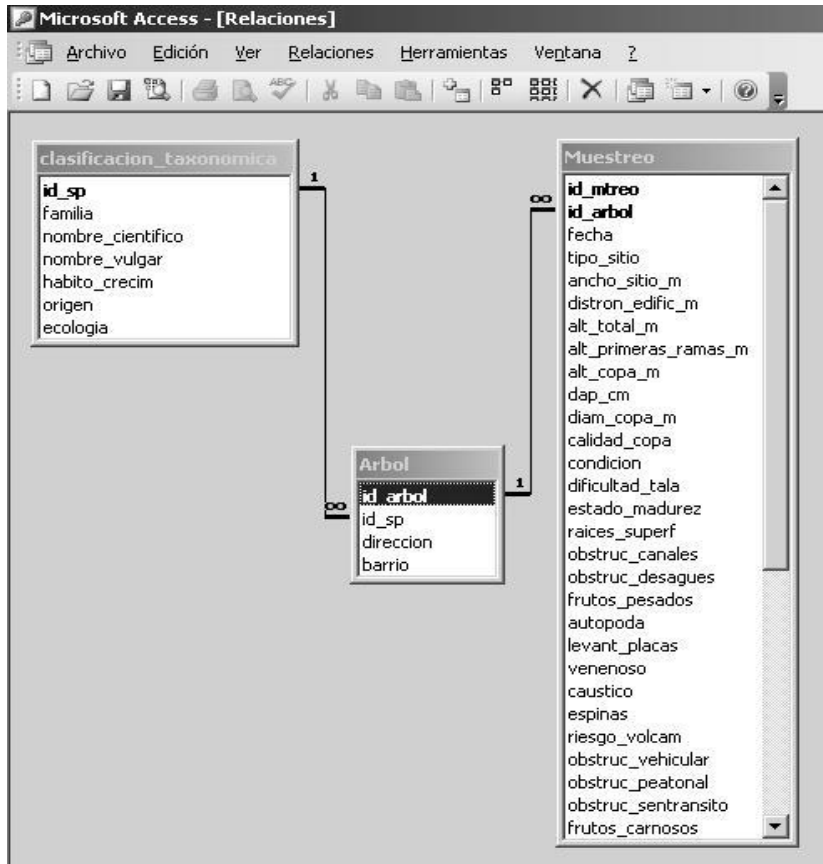 Microsoft Access - [Relaciones]
Archivo Edición Ver Relaciones Herramientas Ventana ?
clasificacion_taxonomica
id_sp
familia
nombre_cientifico
nombre_vulgar
habito_crecim
origen
ecologia
1
∞
Arbol
id_arbol
id_sp
direccion
barrio
1
∞
Muestreo
id_mtreo
id_arbol
fecha
tipo_sitio
ancho_sitio_m
distron_edific_m
alt_total_m
alt_primeras_ramas_m
alt_copa_m
dap_cm
diam_copa_m
calidad_copa
condicion
dificultad_tala
estado_madurez
raices_superf
obstruc_canales
obstruc_desagues
frutos_pesados
autopoda
levant_placas
venenoso
caustico
espinas
riesgo_volcam
obstruc_vehicular
obstruc_peatonal
obstruc_sentransito
frutos_carnosos